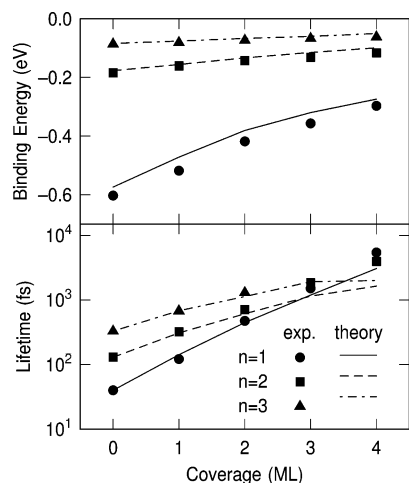 0.0
−0.2
−0.4
−0.6
Binding Energy (eV)
10^4
10^3
10^2
10^1
Lifetime (fs)
exp. theory
n=1
n=2
n=3
0 1 2 3 4
Coverage (ML)